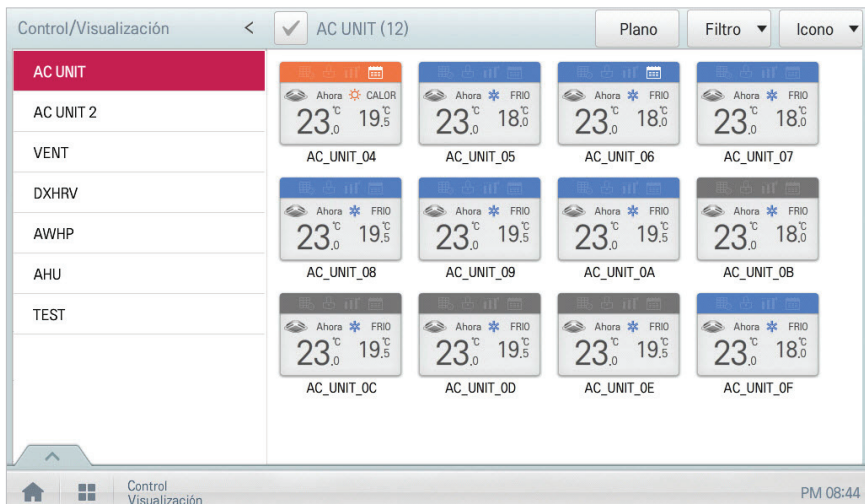 Control/Visualización < AC UNIT (12) Plano Filtro ▼ Icono ▼
AC UNIT
AC UNIT 2
VENT
DXHRV
AWHP
AHU
TEST
Ahora CALOR Ahora FRIO Ahora FRIO Ahora FRIO
23.0℃ 19.5℃ 23.0℃ 18.0℃ 23.0℃ 18.0℃ 23.0℃ 18.0℃
AC_UNIT_04 AC_UNIT_05 AC_UNIT_06 AC_UNIT_07
Ahora FRIO Ahora FRIO Ahora FRIO Ahora FRIO
23.0℃ 19.5℃ 23.0℃ 19.5℃ 23.0℃ 19.5℃ 23.0℃ 18.0℃
AC_UNIT_08 AC_UNIT_09 AC_UNIT_0A AC_UNIT_0B
Ahora FRIO Ahora FRIO Ahora FRIO Ahora FRIO
23.0℃ 19.5℃ 23.0℃ 19.5℃ 23.0℃ 19.5℃ 23.0℃ 18.0℃
AC_UNIT_0C AC_UNIT_0D AC_UNIT_0E AC_UNIT_0F
Control
Visualización
PM 08:44